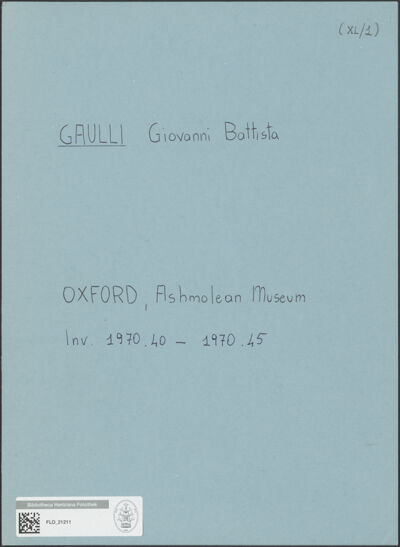 (XL/1)
GAULLI Giovanni Battista
OXFORD, Ashmolean Museum
Inv. 1970.40 – 1970.45
Bibliotheca Hertziana Fotothek
FLD_21211